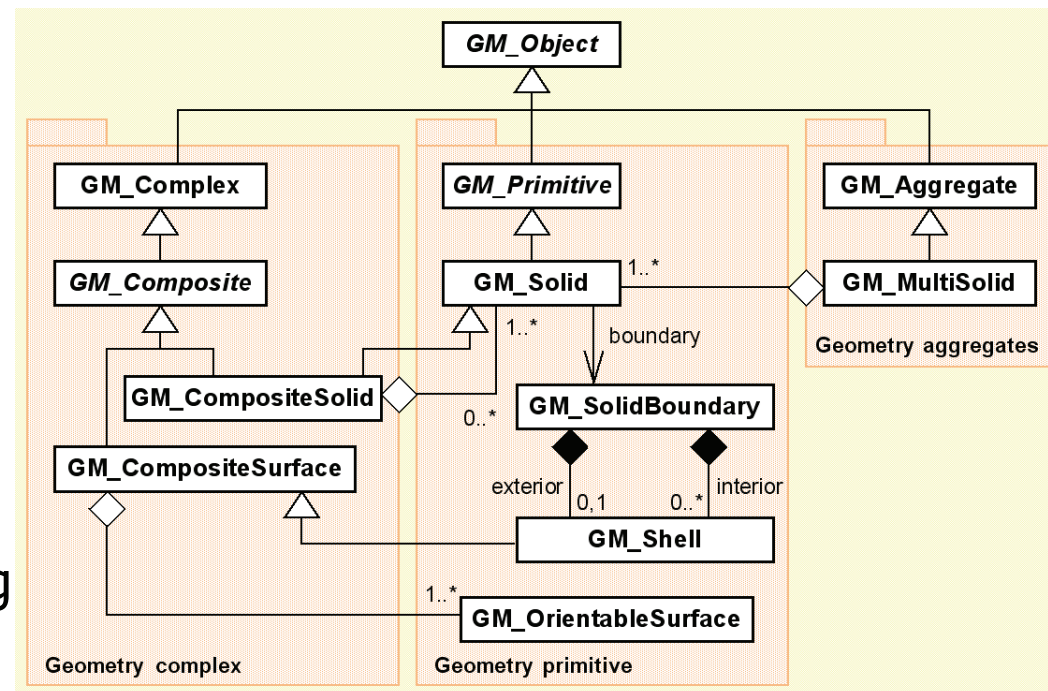 GM_Object
GM_Complex
GM_Primitive
GM_Aggregate
GM_Composite
GM_Solid
1..*
GM_MultiSolid
1..*
boundary
Geometry aggregates
GM_CompositeSolid
0..*
GM_SolidBoundary
GM_CompositeSurface
exterior
0,1
0..*
interior
GM_Shell
g
1..*
GM_OrientableSurface
Geometry complex
Geometry primitive